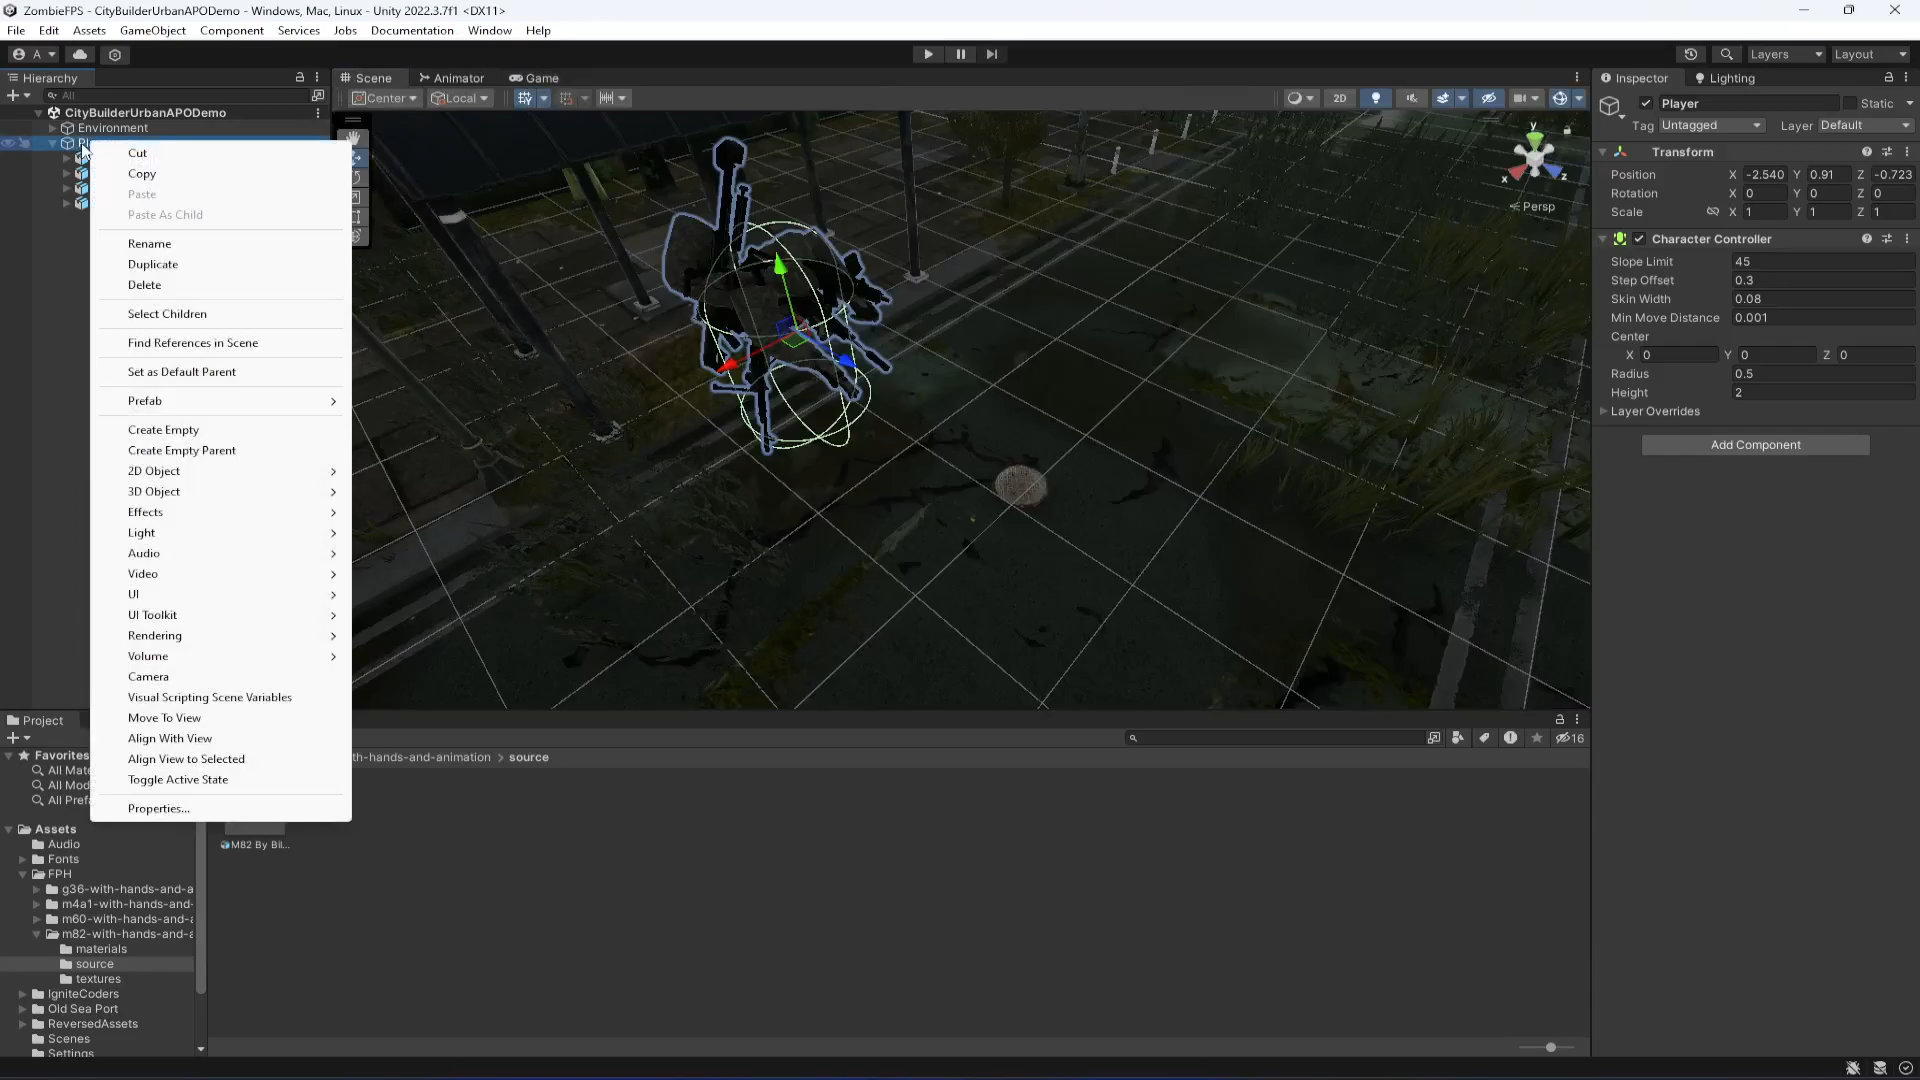 ZombieFPS - CityBuilderUrbanAPODemo - Windows, Mac, Linux - Unity 2022.3.7f1 <DX11>
File Edit Assets GameObject Component Services Jobs Documentation Window Help
A
Layers Layout
Hierarchy
All
CityBuilderUrbanAPODemo
Environment
Cut
Copy
Paste
Paste As Child
Rename
Duplicate
Delete
Select Children
Find References in Scene
Set as Default Parent
Prefab
Create Empty
Create Empty Parent
2D Object
3D Object
Effects
Light
Audio
Video
UI
UI Toolkit
Rendering
Volume
Camera
Visual Scripting Scene Variables
Move To View
Align With View
Align View to Selected
Toggle Active State
Properties...
Scene Animator Game
Center Local 2D
y
x z
Persp
Inspector Lighting
Player Static
Tag Untagged Layer Default
Transform
Position X -2.540 Y 0.91 Z -0.723
Rotation X 0 Y 0 Z 0
Scale X 1 Y 1 Z 1
Character Controller
Slope Limit 45
Step Offset 0.3
Skin Width 0.08
Min Move Distance 0.001
Center
X 0 Y 0 Z 0
Radius 0.5
Height 2
Layer Overrides
Add Component
Project
16
Favorites
All Mate
All Mod
All Prefa
Assets
Audio
Fonts
FPH
g36-with-hands-and-a
m4a1-with-hands-and-
m60-with-hands-and-a
m82-with-hands-and-a
materials
source
textures
IgniteCoders
Old Sea Port
ReversedAssets
Scenes
Settings
th-hands-and-animation > source
M82 By Bil...